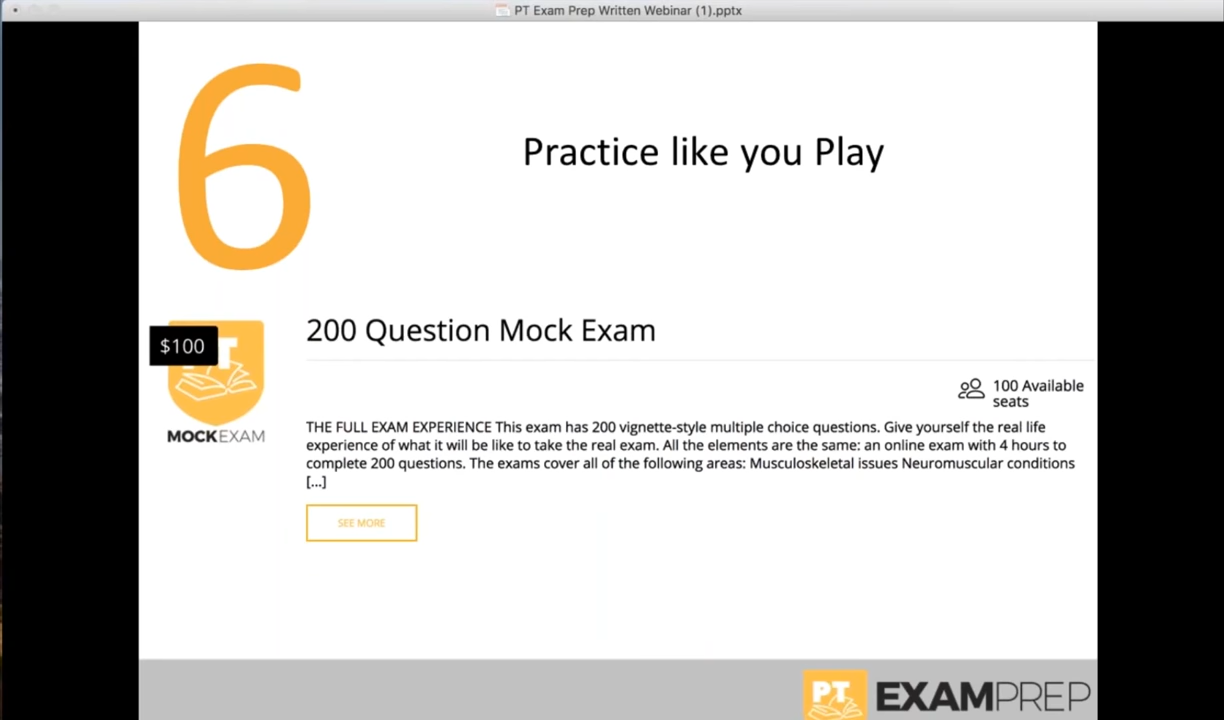 PT Exam Prep Written Webinar (1).pptx
6
Practice like you Play
$100
PT
MOCKEXAM
200 Question Mock Exam
100 Available
seats
THE FULL EXAM EXPERIENCE This exam has 200 vignette-style multiple choice questions. Give yourself the real life
experience of what it will be like to take the real exam. All the elements are the same: an online exam with 4 hours to
complete 200 questions. The exams cover all of the following areas: Musculoskeletal issues Neuromuscular conditions
[...]
SEE MORE
PT EXAMPREP